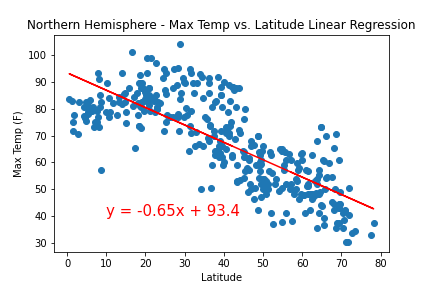 Northern Hemisphere - Max Temp vs. Latitude Linear Regression
Max Temp (F)
100
90
80
70
60
50
40
30
y = -0.65x + 93.4
0 10 20 30 40 50 60 70 80
Latitude